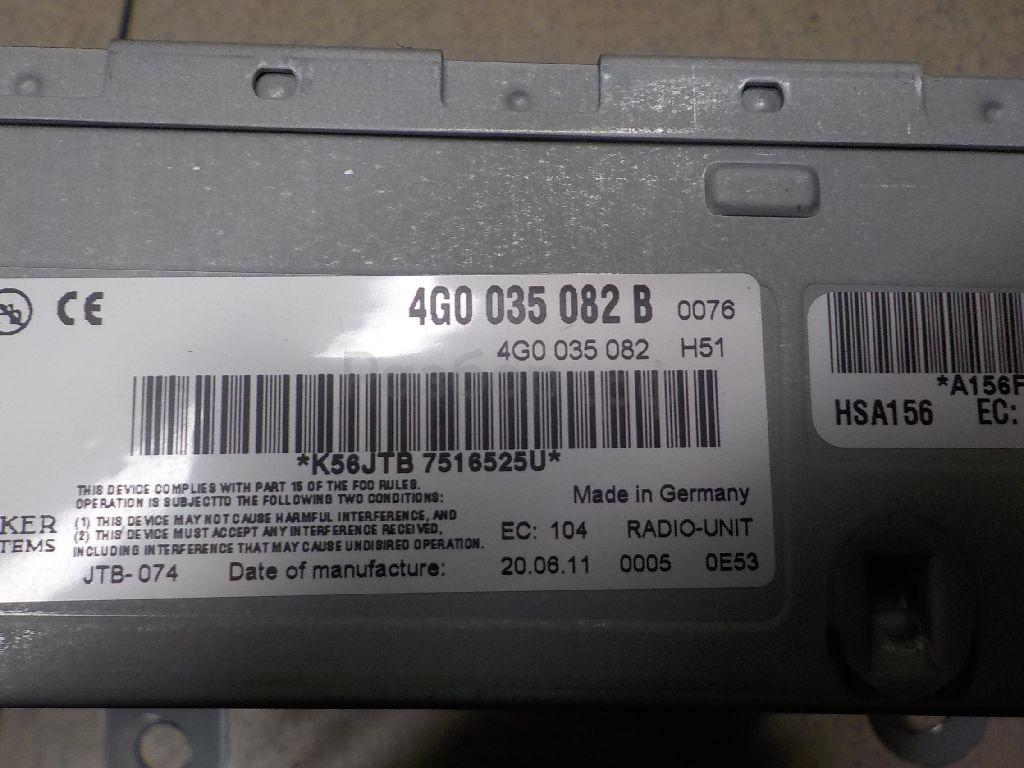 CE 4G0 035 082 B 0076
4G0 035 082 H51
*K56JTB 7516525U*
THIS DEVICE COMPLIES WITH PART 15 OF THE FCC RULES.
OPERATION IS SUBJECTTO THE FOLLOWING TWO CONDITIONS:
(1) THIS DEVICE MAY NOT CAUSE HARMFUL INTERFERENCE, AND
(2) THIS DEVICE MUST ACCEPT ANY INTERFERENCE RECEIVED,
INCLUDING INTERFERENCE THAT MAY CAUSE UNDISIRED OPERATION.
KER
TEMS
Made in Germany
EC: 104 RADIO-UNIT
JTB-074 Date of manufacture: 20.06.11 0005 0E53
*A156F
HSA156 EC: